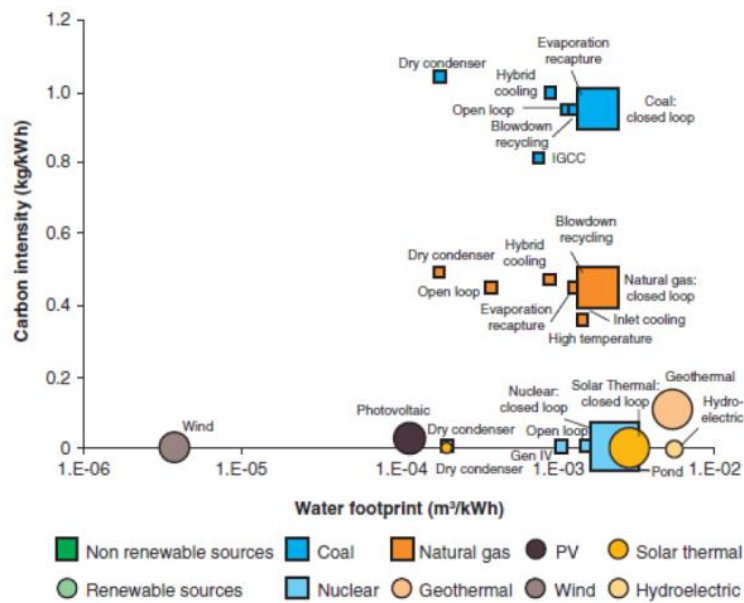 1.2
Evaporation
recapture
Dry condenser
Hybrid
cooling
1.0
Open loop
Coal:
closed loop
Blowdown
recycling
0.8
IGCC
Carbon intensity (kg/kWh)
0.6
Blowdown
recycling
Dry condenser
Hybrid
cooling
Natural gas:
closed loop
0.4
Open loop
Evaporation
recapture
Inlet cooling
High temperature
0.2
Nuclear:
closed loop
Solar Thermal:
closed loop
Geothermal
Hydro-
electric
Wind
Photovoltaic
Dry condenser
Open loop
Gen IV
0
Dry condenser
Pond
1.E-06
1.E-05
1.E-04
1.E-03
1.E-02
Water footprint (m³/kWh)
Non renewable sources
Coal
Natural gas
PV
Solar thermal
Renewable sources
Nuclear
Geothermal
Wind
Hydroelectric